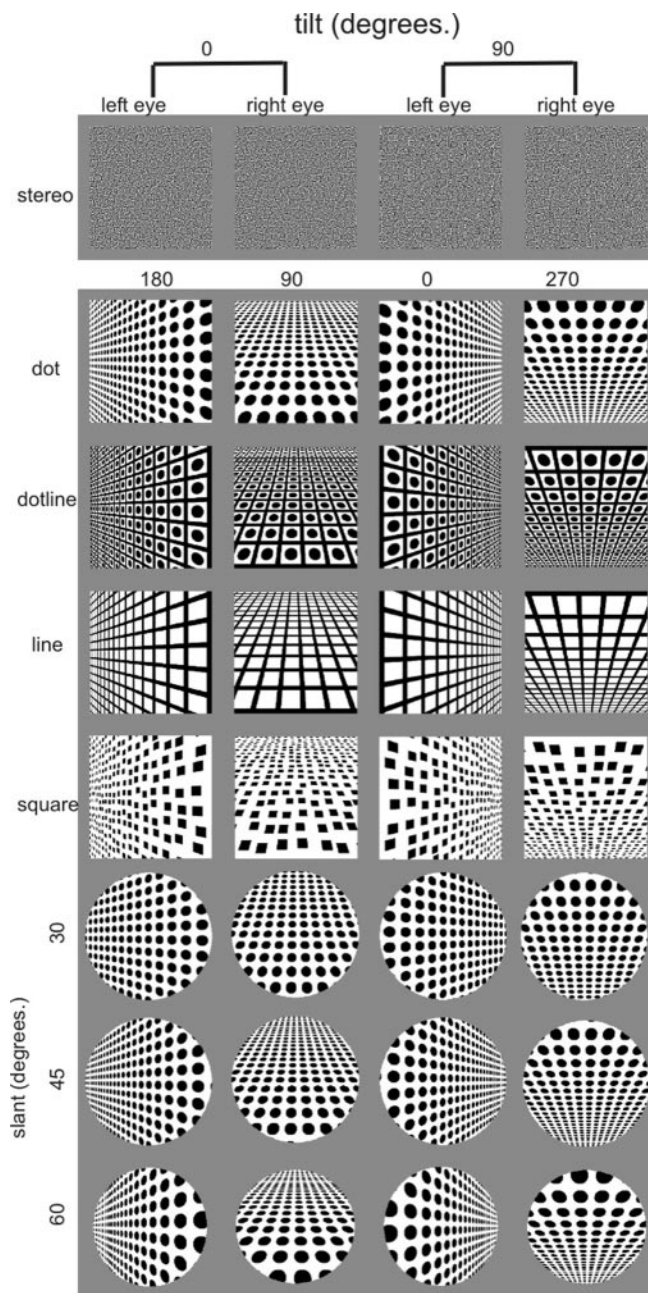 tilt (degrees.)
0 90
left eye right eye left eye right eye
stereo
180 90 0 270
dot
dotline
line
square
30
slant (degrees.)
45
60